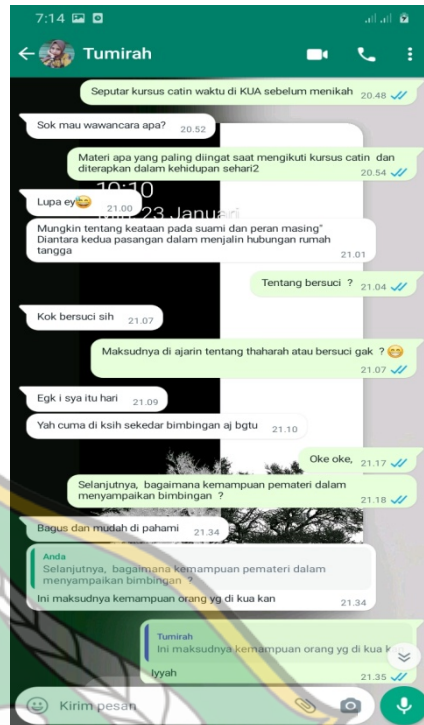 7:14
Tumirah
Seputar kursus catin waktu di KUA sebelum menikah 20.48
Sok mau wawancara apa? 20.52
Materi apa yang paling diingat saat mengikuti kursus catin dan
diterapkan dalam kehidupan sehari2
20.54
19:10
Lupa ey 21.00
23 Januari
Mungkin tentang keataan pada suami dan peran masing"
Diantara kedua pasangan dalam menjalin hubungan rumah
tangga
21.01
Tentang bersuci ? 21.04
Kok bersuci sih 21.07
Maksudnya di ajarin tentang thaharah atau bersuci gak ?
21.07
Egk i sya itu hari 21.09
Yah cuma di ksih sekedar bimbingan aj bgtu 21.10
Oke oke, 21.17
Selanjutnya, bagaimana kemampuan pemateri dalam
menyampaikan bimbingan ? 21.18
Bagus dan mudah di pahami 21.34
Anda
Selanjutnya, bagaimana kemampuan pemateri dalam
menyampaikan bimbingan ?
Ini maksudnya kemampuan orang yg di kua kan
21.34
Tumirah
Ini maksudnya kemampuan orang yg di kua k
Iyyah
21.35
Kirim pesan